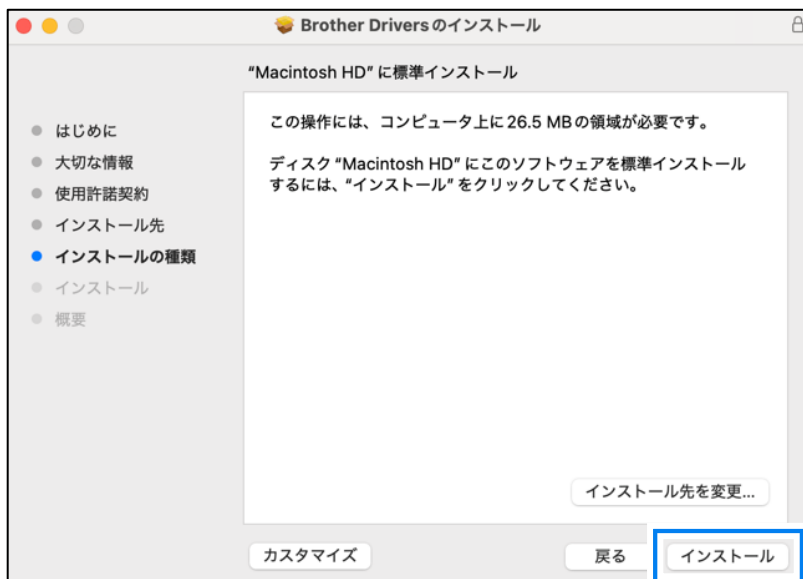 Brother Driversのインストール
“Macintosh HD” に標準インストール
はじめに
大切な情報
使用許諾契約
インストール先
インストールの種類
インストール
概要
この操作には、コンピュータ上に26.5 MBの領域が必要です。
ディスク“Macintosh HD” にこのソフトウェアを標準インストール
するには、“インストール” をクリックしてください。
インストール先を変更...
カスタマイズ
戻る
インストール